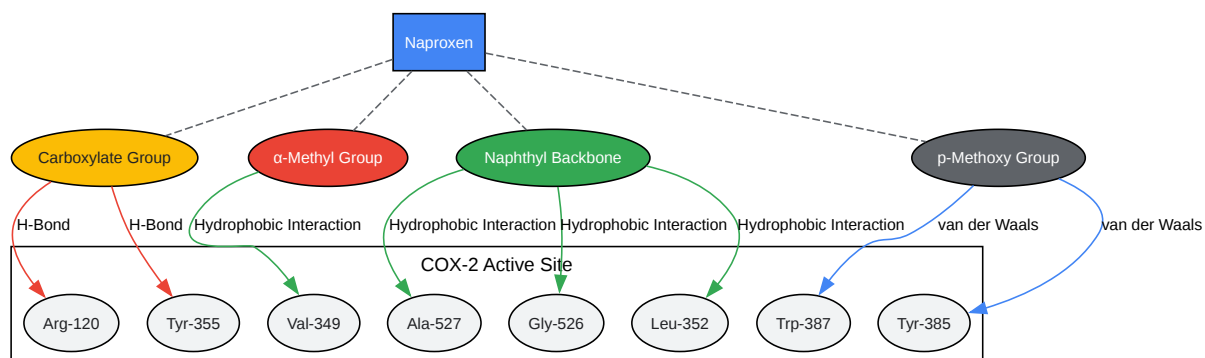 Naproxen
Carboxylate Group
α-Methyl Group
Naphthyl Backbone
p-Methoxy Group
H-Bond
H-Bond
Hydrophobic Interaction
Hydrophobic Interaction
Hydrophobic Interaction
Hydrophobic Interaction
van der Waals
van der Waals
COX-2 Active Site
Arg-120
Tyr-355
Val-349
Ala-527
Gly-526
Leu-352
Trp-387
Tyr-385